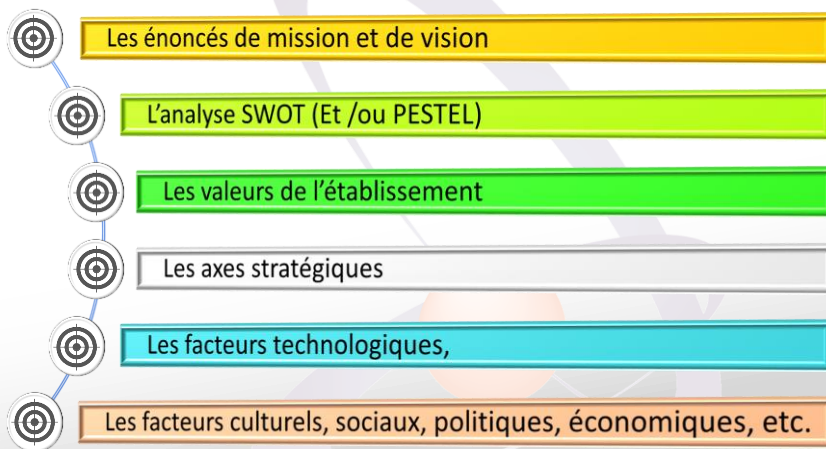 Les énoncés de mission et de vision
L'analyse SWOT (Et /ou PESTEL)
Les valeurs de l'établissement
Les axes stratégiques
Les facteurs technologiques,
Les facteurs culturels, sociaux, politiques, économiques, etc.